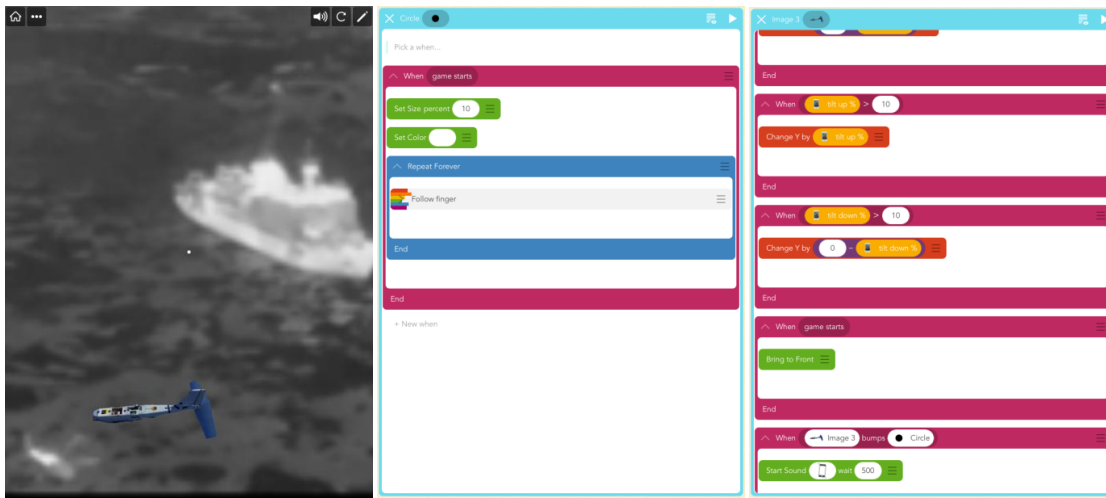 Circle
Pick a when...
When game starts
Set Size percent 10
Set Color
Repeat Forever
Follow finger
End
End
+ New when
Image 3
End
When tilt up % > 10
Change Y by tilt up %
End
When tilt down % > 10
Change Y by 0 - tilt down %
End
When game starts
Bring to Front
End
When Image 3 bumps Circle
Start Sound wait 500